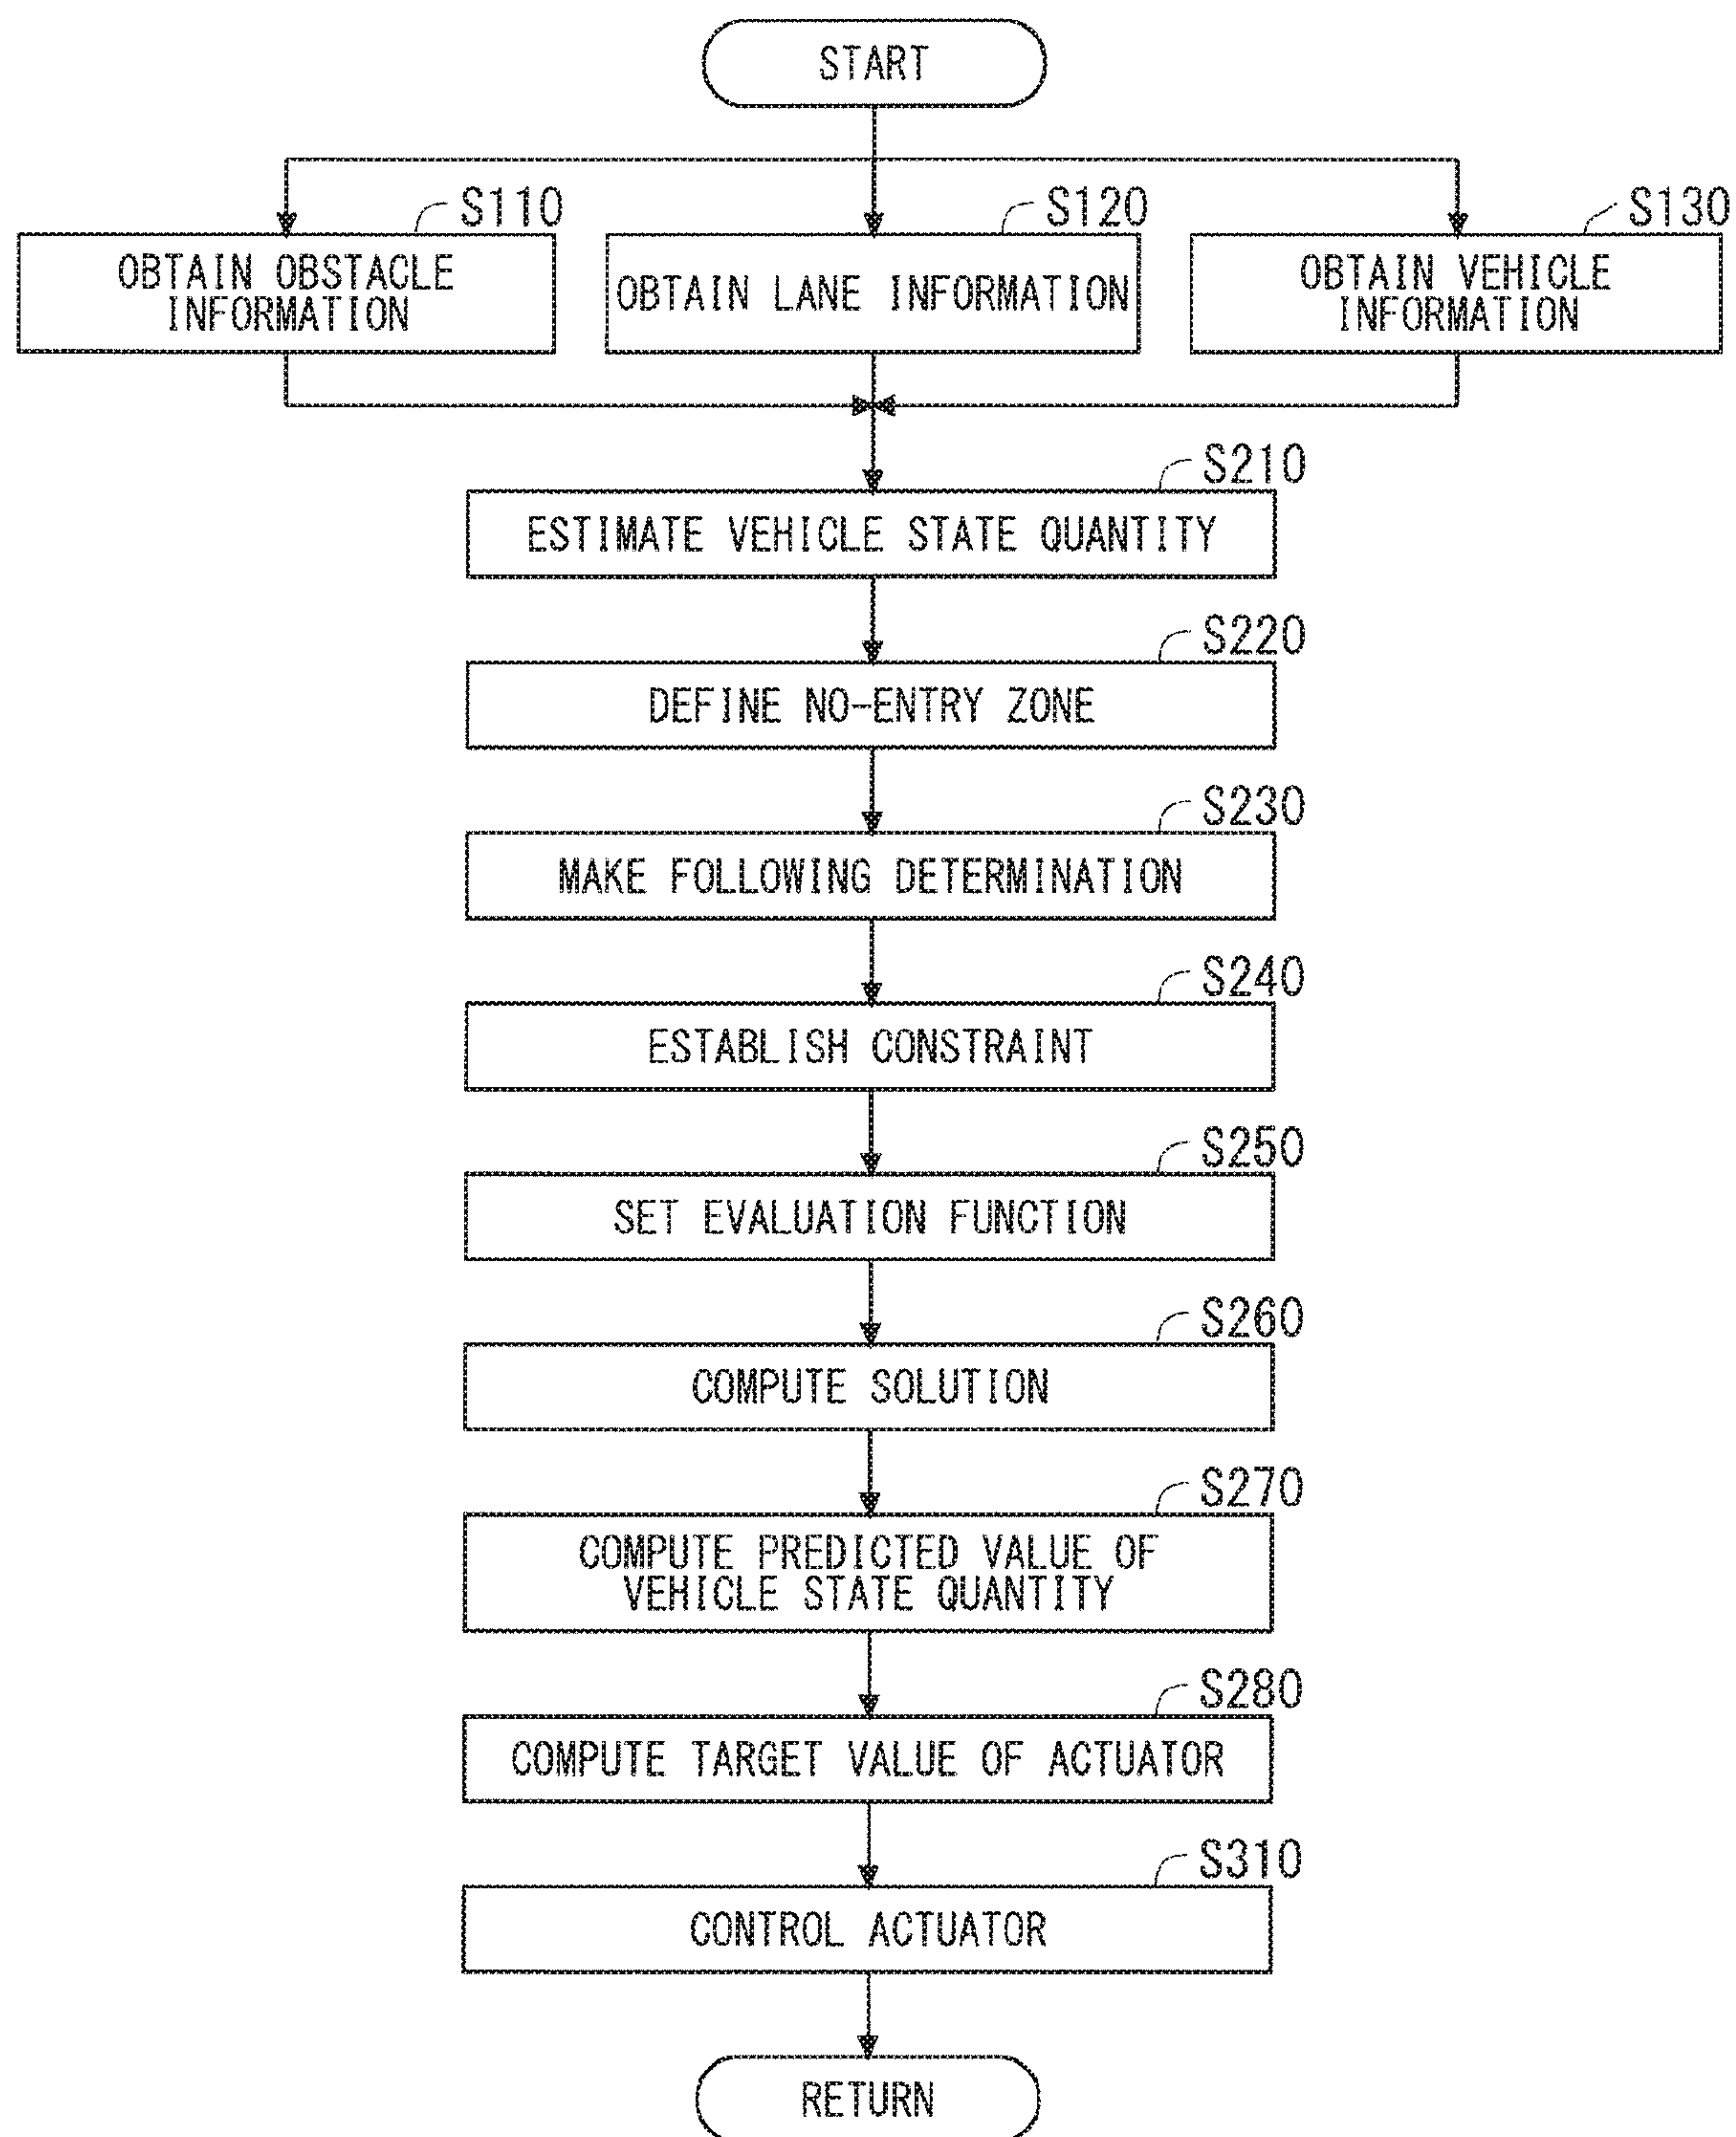 START
S110
S120
S130
OBTAIN OBSTACLE
INFORMATION
OBTAIN LANE INFORMATION
OBTAIN VEHICLE
INFORMATION
S210
ESTIMATE VEHICLE STATE QUANTITY
S220
DEFINE NO-ENTRY ZONE
S230
MAKE FOLLOWING DETERMINATION
S240
ESTABLISH CONSTRAINT
S250
SET EVALUATION FUNCTION
S260
COMPUTE SOLUTION
S270
COMPUTE PREDICTED VALUE OF
VEHICLE STATE QUANTITY
S280
COMPUTE TARGET VALUE OF ACTUATOR
S310
CONTROL ACTUATOR
RETURN